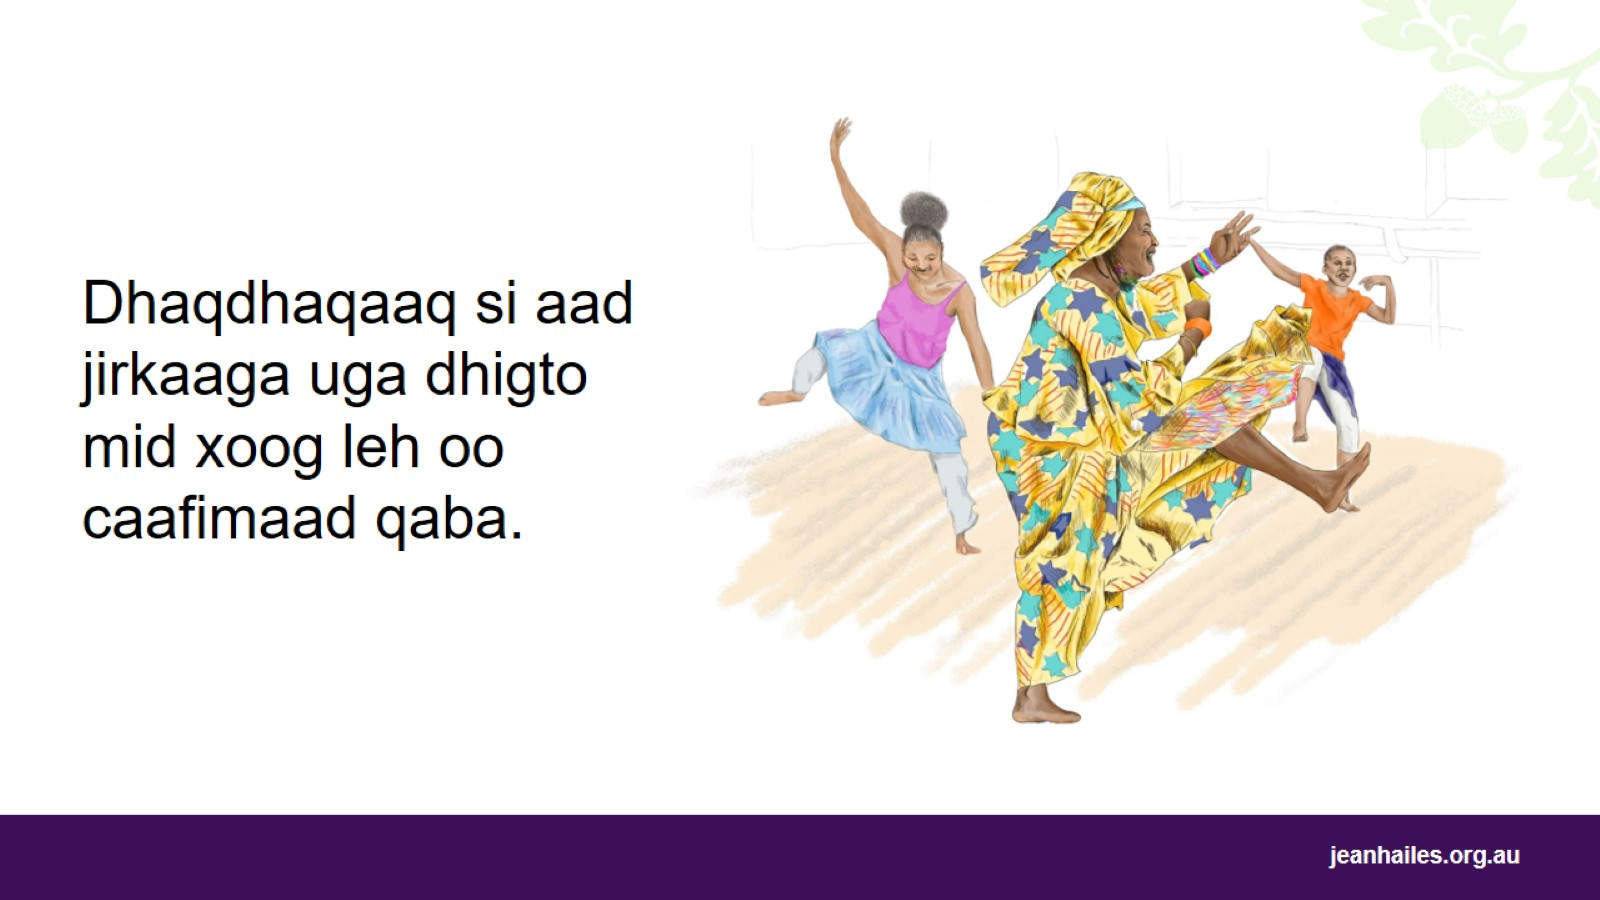 Dhaqdhaqaaq si aad
jirkaaga uga dhigto
mid xoog leh oo
caafimaad qaba.
jeanhailes.org.au